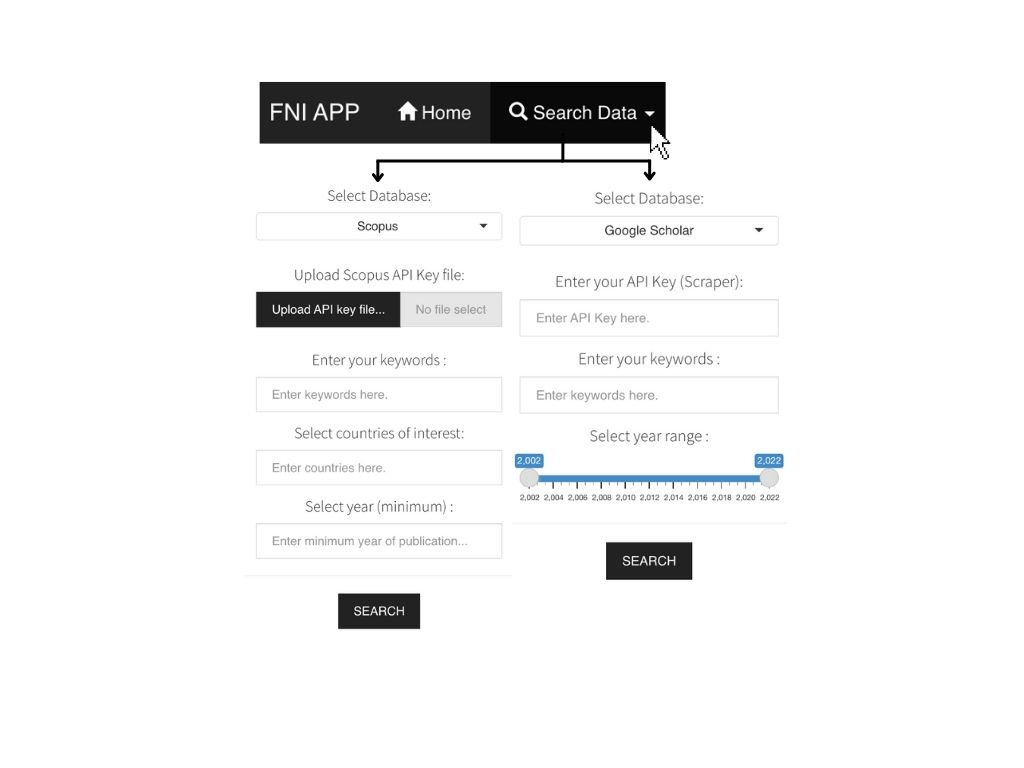 FNI APP Home Search Data
Select Database:
Scopus
Upload Scopus API Key file:
Upload API key file... No file select
Enter your keywords :
Enter keywords here.
Select countries of interest:
Enter countries here.
Select year (minimum) :
Enter minimum year of publication...
SEARCH
Select Database:
Google Scholar
Enter your API Key (Scraper):
Enter API Key here.
Enter your keywords :
Enter keywords here.
Select year range :
2,002 2,022
2,002 2,004 2,006 2,008 2,010 2,012 2,014 2,016 2,018 2,020 2,022
SEARCH